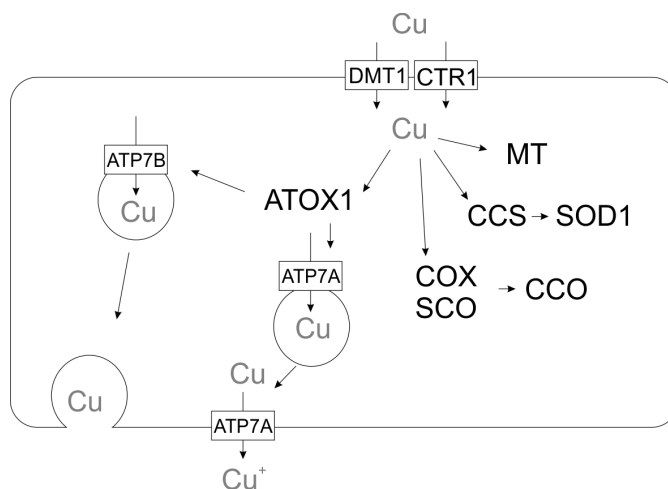 Cu
DMT1 CTR1
Cu
MT
ATP7B
ATOX1
Cu
CCS SOD1
ATP7A
COX
SCO
CCO
Cu
Cu
Cu
ATP7A
Cu⁺